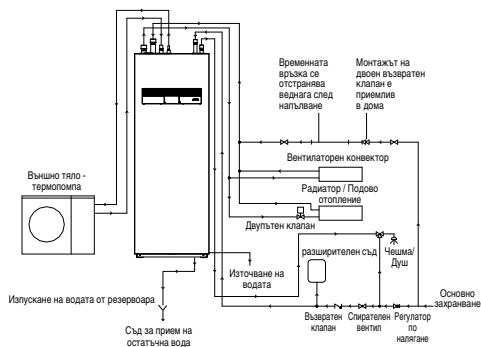 Временната
връзка се
отстранява
веднага след
напълване
Монтажът на
двоен възвратен
клапан е
приемлив
в дома
Вентилаторен конвектор
Външно тяло -
термопомпа
Радиатор / Подово
отопление
Двупътен клапан
разширителен съд
Чешма/
Душ
Източване на
водата
Изпускане на водата от резервоара
Съд за прием на
остатъчна вода
Основно
захранване
Възвратен
клапан
Спирателен
вентил
Регулатор
по
налягане